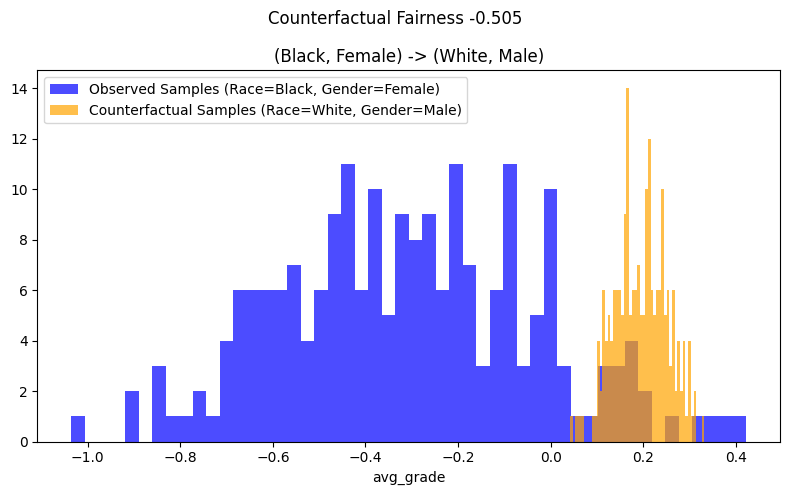 Counterfactual Fairness -0.505
(Black, Female) -> (White, Male)
Observed Samples (Race=Black, Gender=Female)
Counterfactual Samples (Race=White, Gender=Male)
14
12
10
8
6
4
2
0
−1.0 −0.8 −0.6 −0.4 −0.2 0.0 0.2 0.4
avg_grade